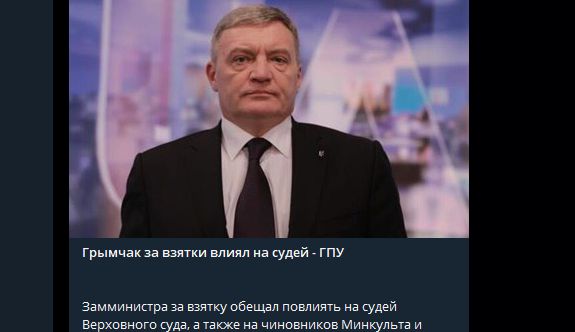 Грымчак за взятки влиял на судей - ГПУ
Замминистра за взятку обещал повлиять на судей
Верховного суда, а также на чиновников Минкульта и